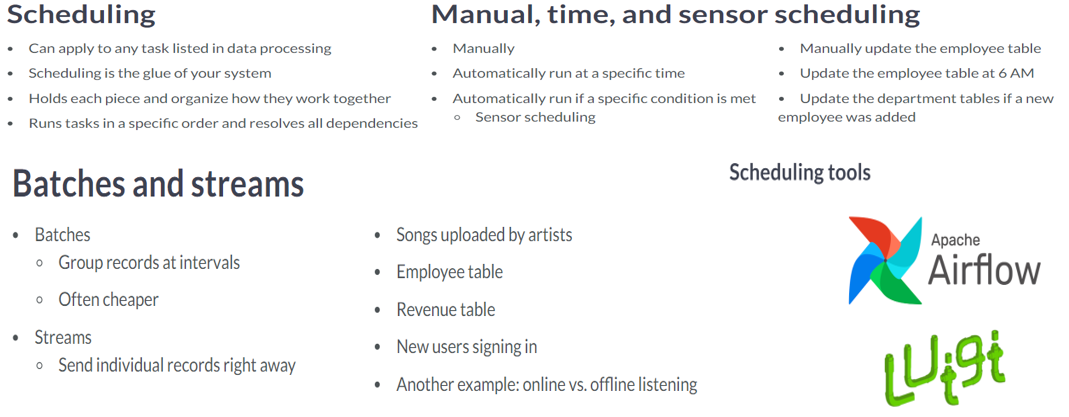 Scheduling
• Can apply to any task listed in data processing
• Scheduling is the glue of your system
• Holds each piece and organize how they work together
• Runs tasks in a specific order and resolves all dependencies
Manual, time, and sensor scheduling
• Manually
• Automatically run at a specific time
• Automatically run if a specific condition is met
○ Sensor scheduling
• Manually update the employee table
• Update the employee table at 6 AM
• Update the department tables if a new
employee was added
Batches and streams
• Batches
○ Group records at intervals
○ Often cheaper
• Streams
○ Send individual records right away
• Songs uploaded by artists
• Employee table
• Revenue table
• New users signing in
• Another example: online vs. offline listening
Scheduling tools
Apache
Airflow
Luigi